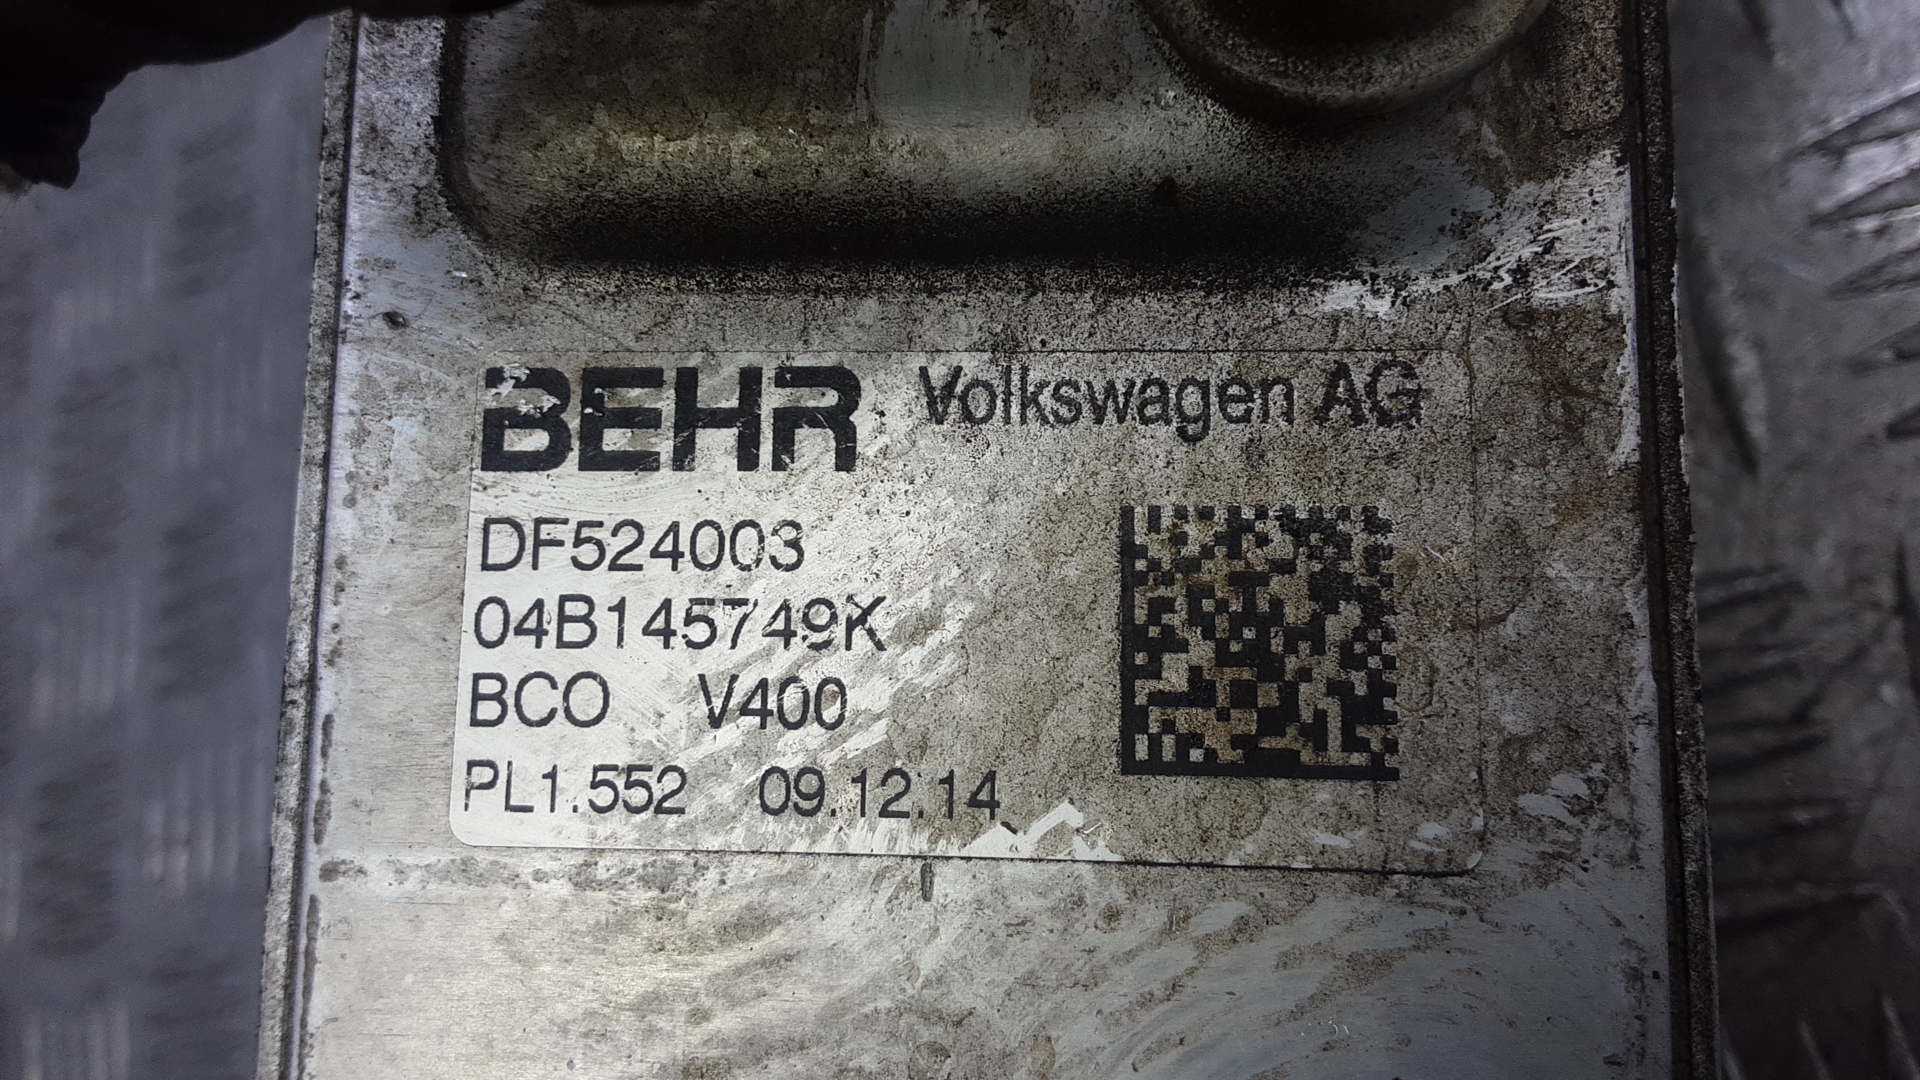 BEHR Volkswagen AG
DF524003
04B145749K
BCO V400
PL1.552 09.12.14